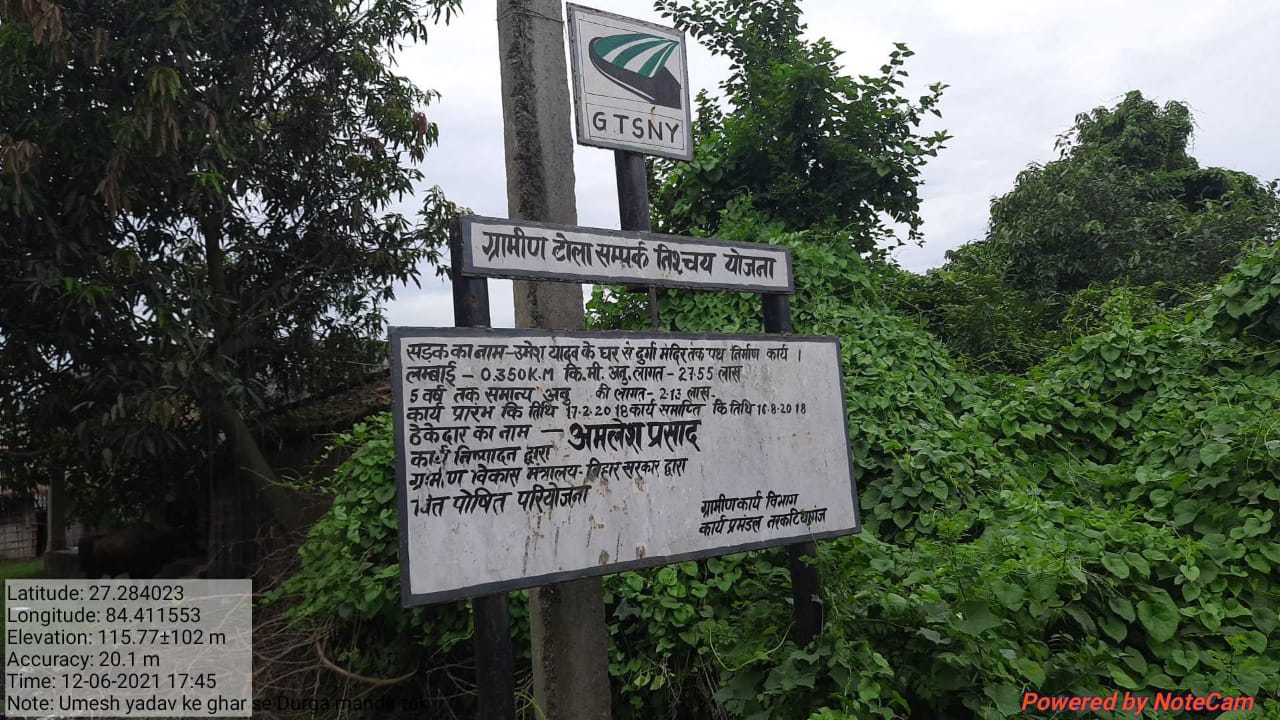 GTSNY
ग्रामीण टोला सम्पर्क निश्चय योजना
सड़क का नाम - उमेश यादव के घर से दुर्गा मंदिर तक पथ निर्माण कार्य ।
लम्बाई - 0.350K.M कि.मी. अनु. लागत - 27.55 लाख
5 वर्ष तक समान्य अनु की लागत - 2.13 लाख.
कार्य प्रारंभ कि तिथि 17-2-2018 कार्य समाप्ति कि तिथि 16-8-2018
ठेकेदार का नाम - अमलेश प्रसाद
कार्य निष्पादन द्वारा
ग्रामीण विकास मंत्रालय - बिहार सरकार द्वारा
पोषित परियोजना
ग्रामीण कार्य विभाग
कार्य प्रमंडल नरकटियागंज
Latitude: 27.284023
Longitude: 84.411553
Elevation: 115.77±102 m
Accuracy: 20.1 m
Time: 12-06-2021 17:45
Note: Umesh yadav ke ghar se Durga mandir tak
Powered by NoteCam